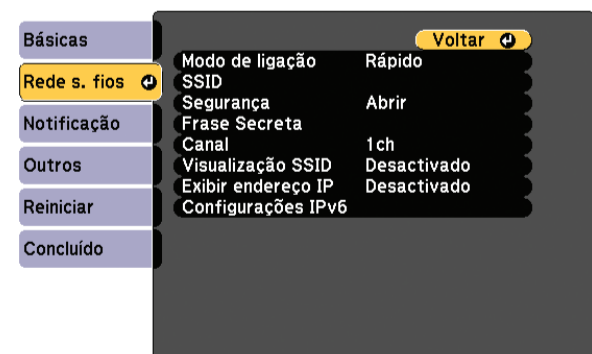 Básicas
Rede s. fios
Notificação
Outros
Reiniciar
Concluído
Voltar
Modo de ligação Rápido
SSID
Segurança Abrir
Frase Secreta
Canal 1ch
Visualização SSID Desactivado
Exibir endereço IP Desactivado
Configurações IPv6